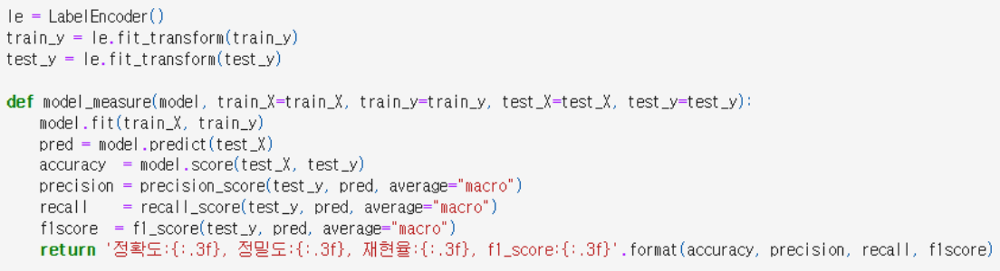 le = LabelEncoder()
train_y = le.fit_transform(train_y)
test_y = le.fit_transform(test_y)

def model_measure(model, train_X=train_X, train_y=train_y, test_X=test_X, test_y=test_y):
    model.fit(train_X, train_y)
    pred = model.predict(test_X)
    accuracy  = model.score(test_X, test_y)
    precision = precision_score(test_y, pred, average="macro")
    recall    = recall_score(test_y, pred, average="macro")
    f1score  = f1_score(test_y, pred, average="macro")
    return '정확도:{:.3f}, 정밀도:{:.3f}, 재현율:{:.3f}, f1_score:{:.3f}'.format(accuracy, precision, recall, f1score)